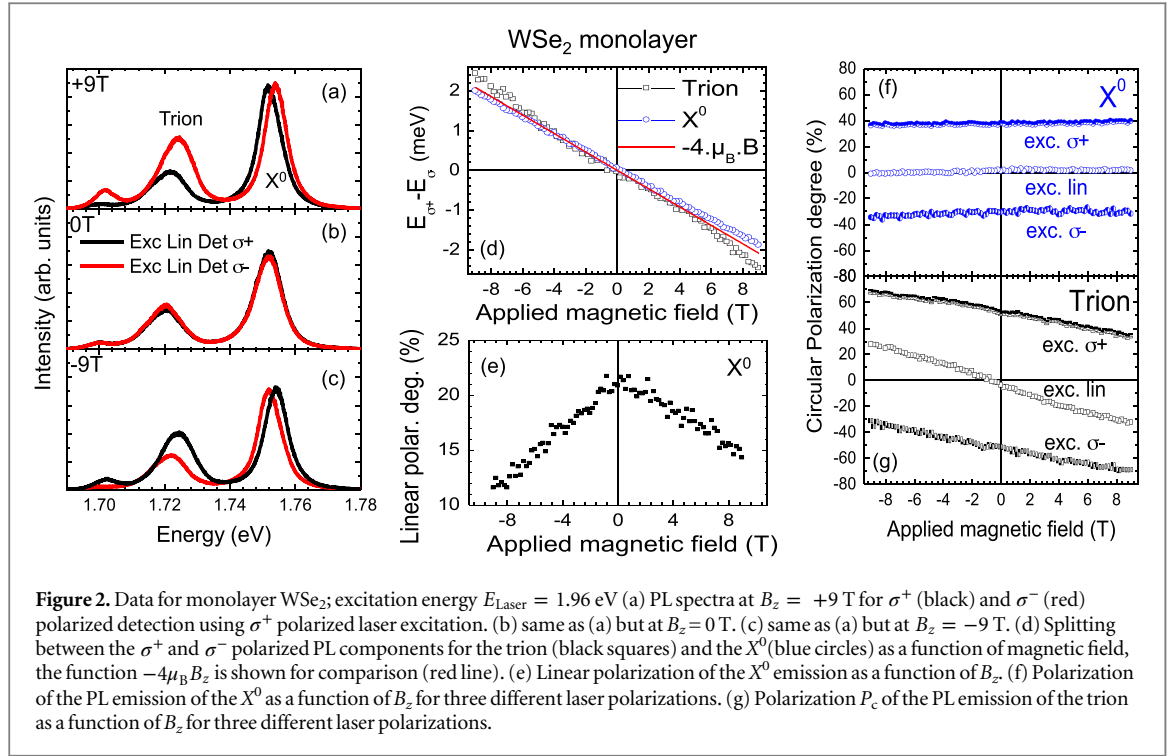 WSe₂ monolayer
+9T
(a)
Trion
X⁰
0T
(b)
Exc Lin Det σ+
Exc Lin Det σ-
-9T
(c)
1.70 1.72 1.74 1.76 1.78
Energy (eV)
Intensity (arb. units)
2
1
0
-1
-2
E_σ+-E_σ- (meV)
Trion
X⁰
-4.μ_B.B
(d)
-8 -6 -4 -2 0 2 4 6 8
Applied magnetic field (T)
25
20
15
10
Linear polar. deg. (%)
(e)
X⁰
-8 -4 0 4 8
Applied magnetic field (T)
80
60
40
20
0
-20
-40
-60
-80
(f)
X⁰
exc. σ+
exc. lin
exc. σ-
Circular Polarization degree (%)
60
40
20
0
-20
-40
-60
-80
Trion
exc. σ+
exc. lin
exc. σ-
(g)
-8 -6 -4 -2 0 2 4 6 8
Applied magnetic field (T)
Figure 2. Data for monolayer WSe₂; excitation energy E_Laser = 1.96 eV (a) PL spectra at B_z = +9 T for σ⁺ (black) and σ⁻ (red)
polarized detection using σ⁺ polarized laser excitation. (b) same as (a) but at B_z = 0 T. (c) same as (a) but at B_z = −9 T. (d) Splitting
between the σ⁺ and σ⁻ polarized PL components for the trion (black squares) and the X⁰(blue circles) as a function of magnetic field,
the function −4μ_B B_z is shown for comparison (red line). (e) Linear polarization of the X⁰ emission as a function of B_z. (f) Polarization
of the PL emission of the X⁰ as a function of B_z for three different laser polarizations. (g) Polarization P_c of the PL emission of the trion
as a function of B_z for three different laser polarizations.